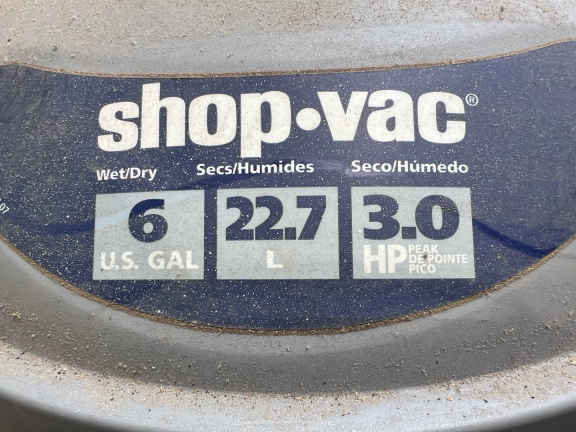 shop·vac®
Wet/Dry Secs/Humides Seco/Húmedo
6 22.7 3.0
U.S. GAL L HP PEAK
DE POINTE
PICO
07